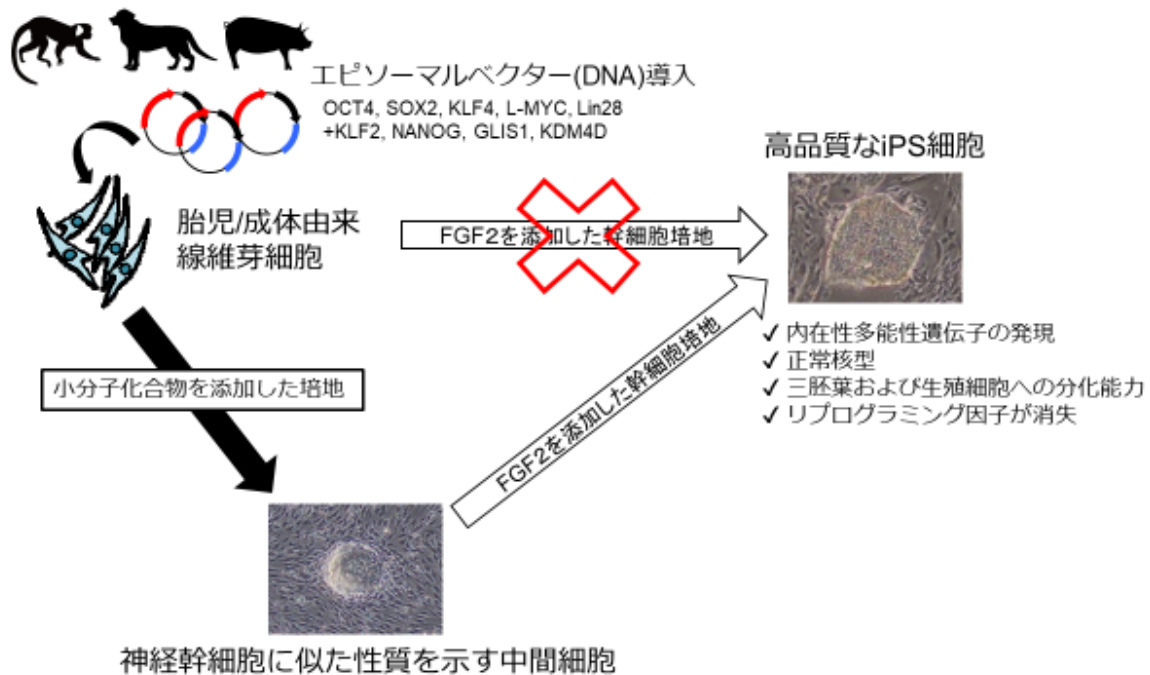 エピソーマルベクター(DNA)導入
OCT4, SOX2, KLF4, L-MYC, Lin28
+KLF2, NANOG, GLIS1, KDM4D
高品質なiPS細胞
胎児/成体由来
線維芽細胞
FGF2を添加した幹細胞培地
✓ 内在性多能性遺伝子の発現
✓ 正常核型
✓ 三胚葉および生殖細胞への分化能力
✓ リプログラミング因子が消失
小分子化合物を添加した培地
FGF2を添加した幹細胞培地
神経幹細胞に似た性質を示す中間細胞